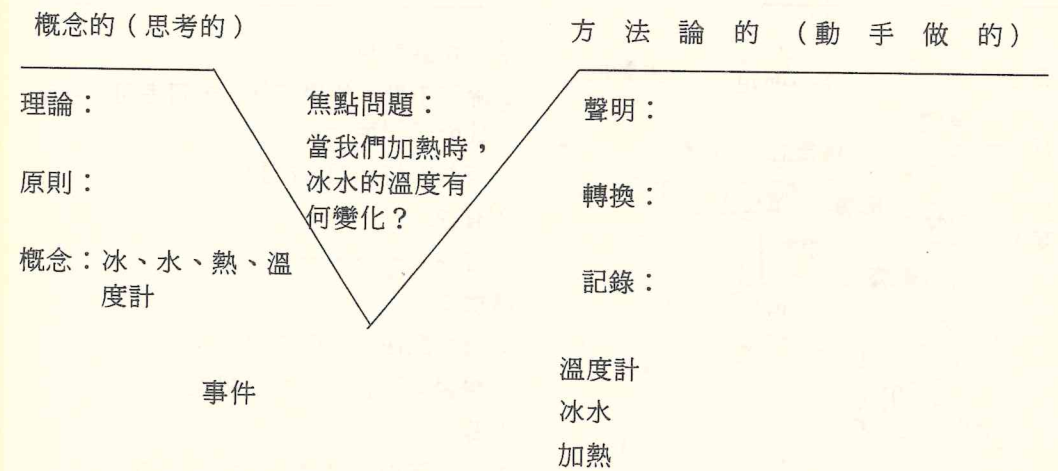 概念的（思考的）
方法論的（動手做的）
理論：
原則：
概念：冰、水、熱、溫
度計
焦點問題：
當我們加熱時，
冰水的溫度有
何變化？
聲明：
轉換：
記錄：
事件
溫度計
冰水
加熱